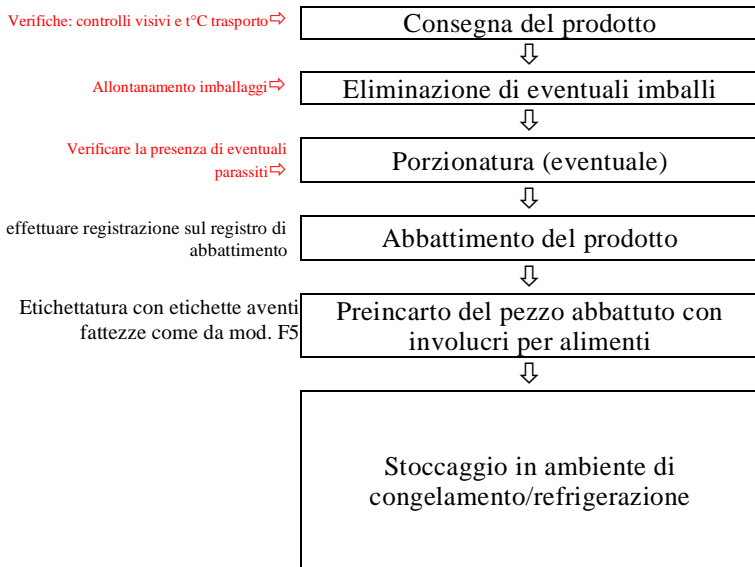 Verifiche: controlli visivi e t°C trasporto⇨
Consegna del prodotto
Allontanamento imballaggi⇨
Eliminazione di eventuali imballi
Verificare la presenza di eventuali
parassiti⇨
Porzionatura (eventuale)
effettuare registrazione sul registro di
abbattimento
Abbattimento del prodotto
Etichettatura con etichette aventi
fattezze come da mod. F5
Preincarto del pezzo abbattuto con
involucri per alimenti
Stoccaggio in ambiente di
congelamento/refrigerazione